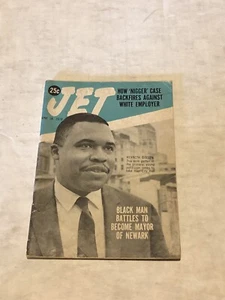 25c
JET
HOW 'NIGGER' CASE
BACKFIRES AGAINST
WHITE EMPLOYER
BLACK MAN
BATTLES TO
BECOME MAYOR
OF NEWARK